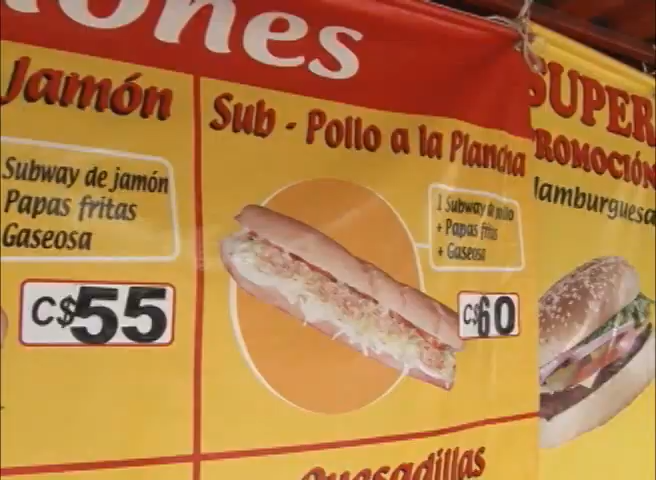 Jamón
Subway de jamón
Papas fritas
Gaseosa
C$55
Sub - Pollo a la Plancha
1 Subway de pollo
+ Papas fritas
+ Gaseosa
C$60
Quesadillas
SUPER
PROMOCIÓN
Hamburguesa